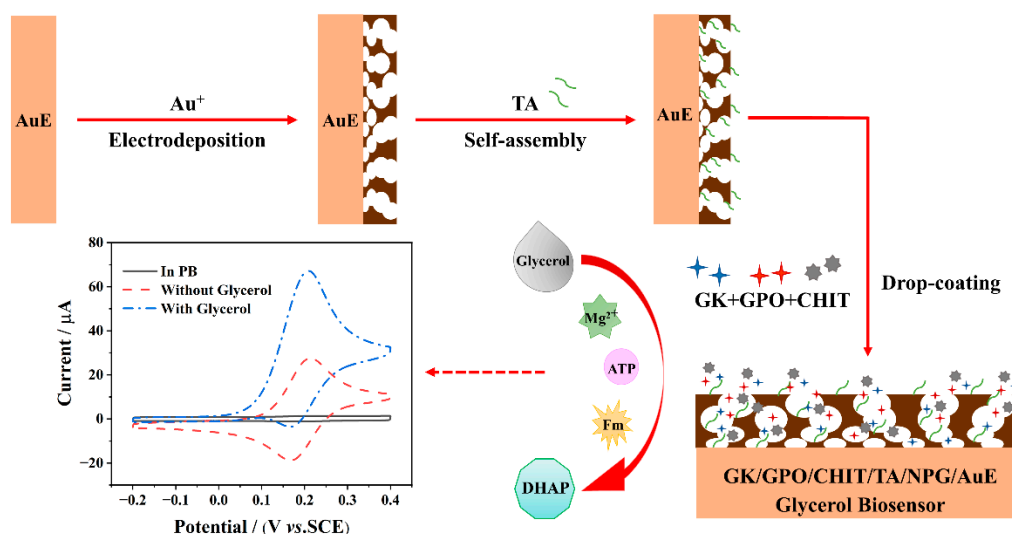 AuE
Au⁺
Electrodeposition
AuE
TA
Self-assembly
AuE
GK+GPO+CHIT
Drop-coating
GK/GPO/CHIT/TA/NPG/AuE
Glycerol Biosensor
Glycerol
Mg²⁺
ATP
Fm
DHAP
In PB
Without Glycerol
With Glycerol
Current / μA
80
60
40
20
0
−20
−0.2
−0.1
0.0
0.1
0.2
0.3
0.4
Potential / (V vs.SCE)